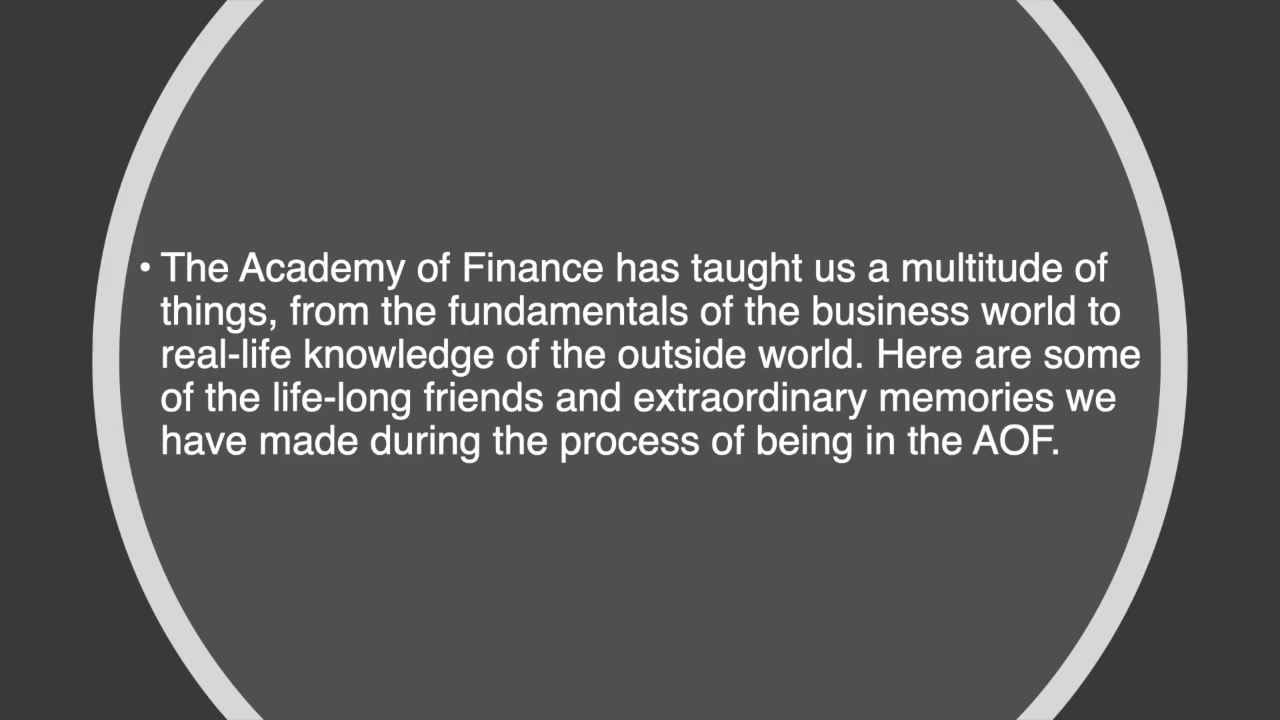 • The Academy of Finance has taught us a multitude of
things, from the fundamentals of the business world to
real-life knowledge of the outside world. Here are some
of the life-long friends and extraordinary memories we
have made during the process of being in the AOF.